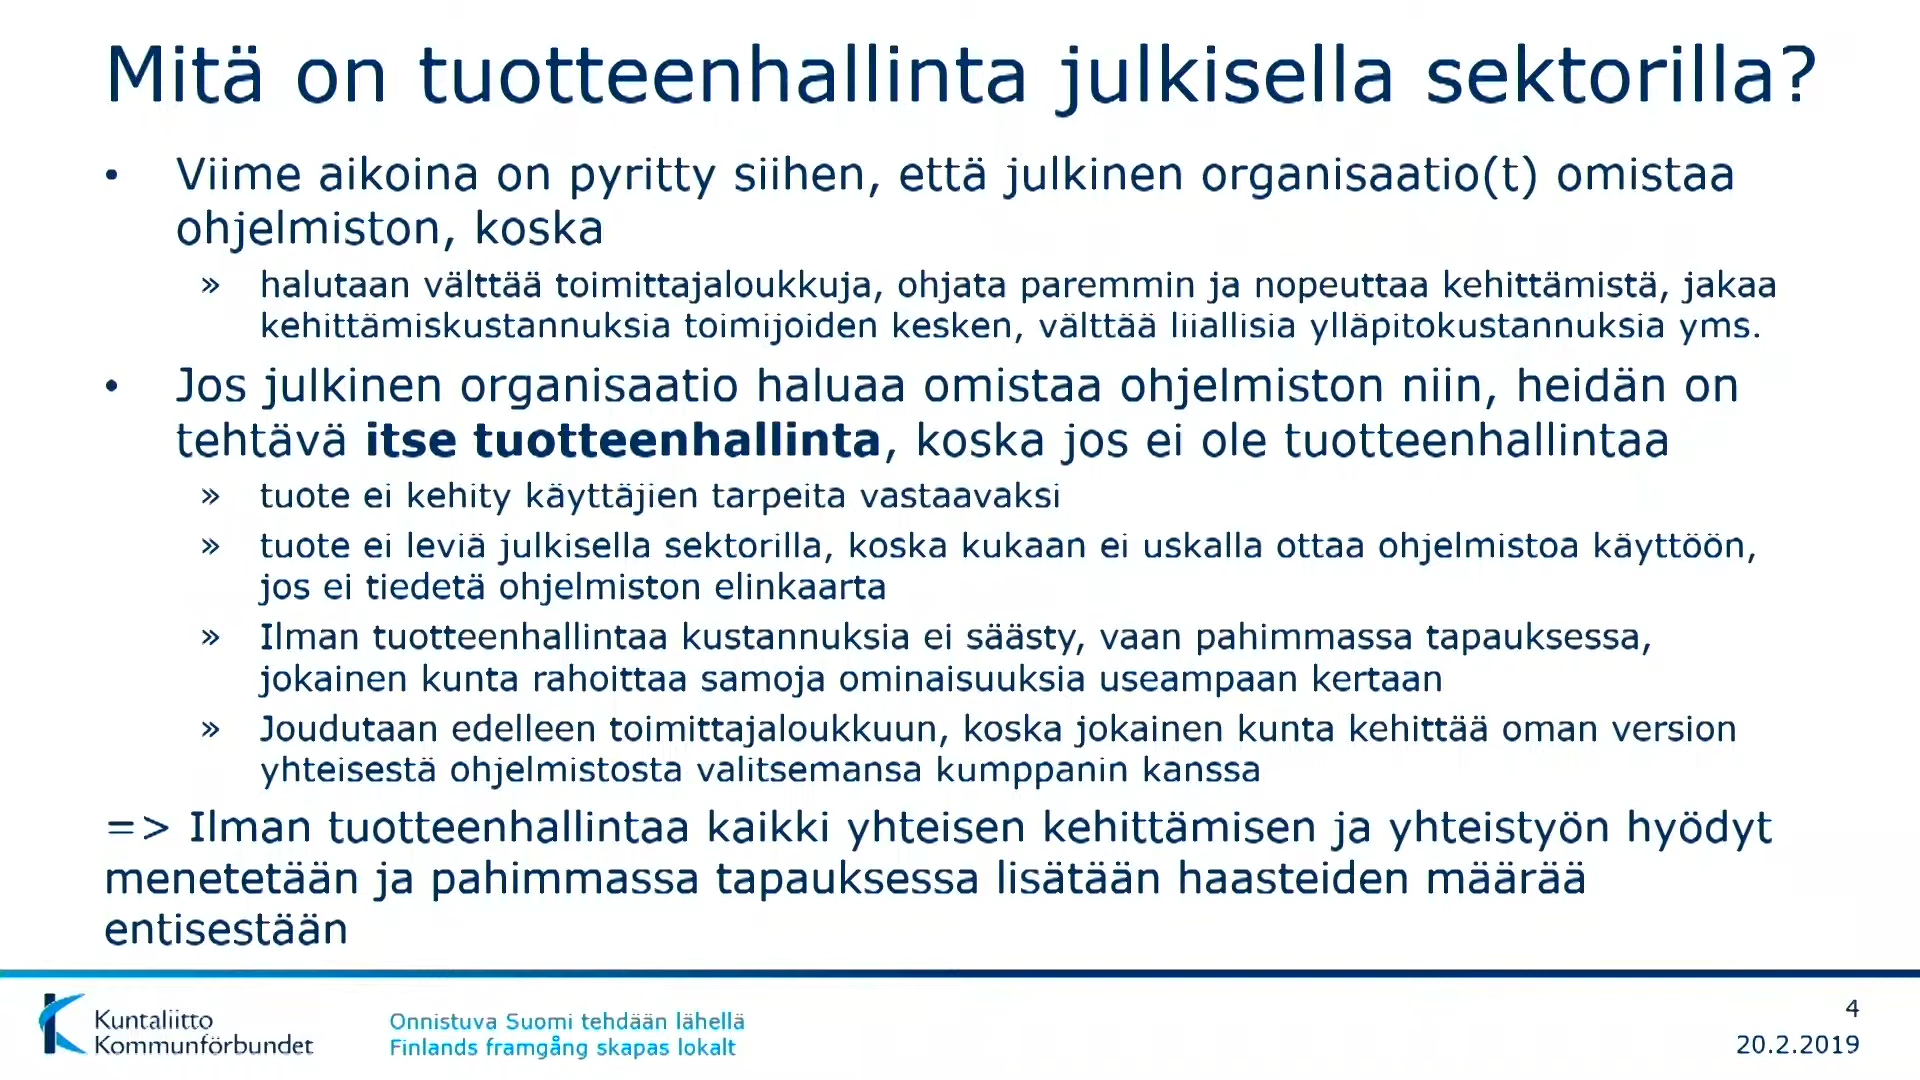 Mitä on tuotteenhallinta julkisella sektorilla?
• Viime aikoina on pyritty siihen, että julkinen organisaatio(t) omistaa
ohjelmiston, koska
» halutaan välttää toimittajaloukkuja, ohjata paremmin ja nopeuttaa kehittämistä, jakaa
kehittämiskustannuksia toimijoiden kesken, välttää liiallisia ylläpitokustannuksia yms.
• Jos julkinen organisaatio haluaa omistaa ohjelmiston niin, heidän on
tehtävä itse tuotteenhallinta, koska jos ei ole tuotteenhallintaa
» tuote ei kehity käyttäjien tarpeita vastaavaksi
» tuote ei leviä julkisella sektorilla, koska kukaan ei uskalla ottaa ohjelmistoa käyttöön,
jos ei tiedetä ohjelmiston elinkaarta
» Ilman tuotteenhallintaa kustannuksia ei säästy, vaan pahimmassa tapauksessa,
jokainen kunta rahoittaa samoja ominaisuuksia useampaan kertaan
» Joudutaan edelleen toimittajaloukkuun, koska jokainen kunta kehittää oman version
yhteisestä ohjelmistosta valitsemansa kumppanin kanssa
=> Ilman tuotteenhallintaa kaikki yhteisen kehittämisen ja yhteistyön hyödyt
menetetään ja pahimmassa tapauksessa lisätään haasteiden määrää
entisestään
Kuntaliitto
Kommunförbundet
Onnistuva Suomi tehdään lähellä
Finlands framgång skapas lokalt
4
20.2.2019